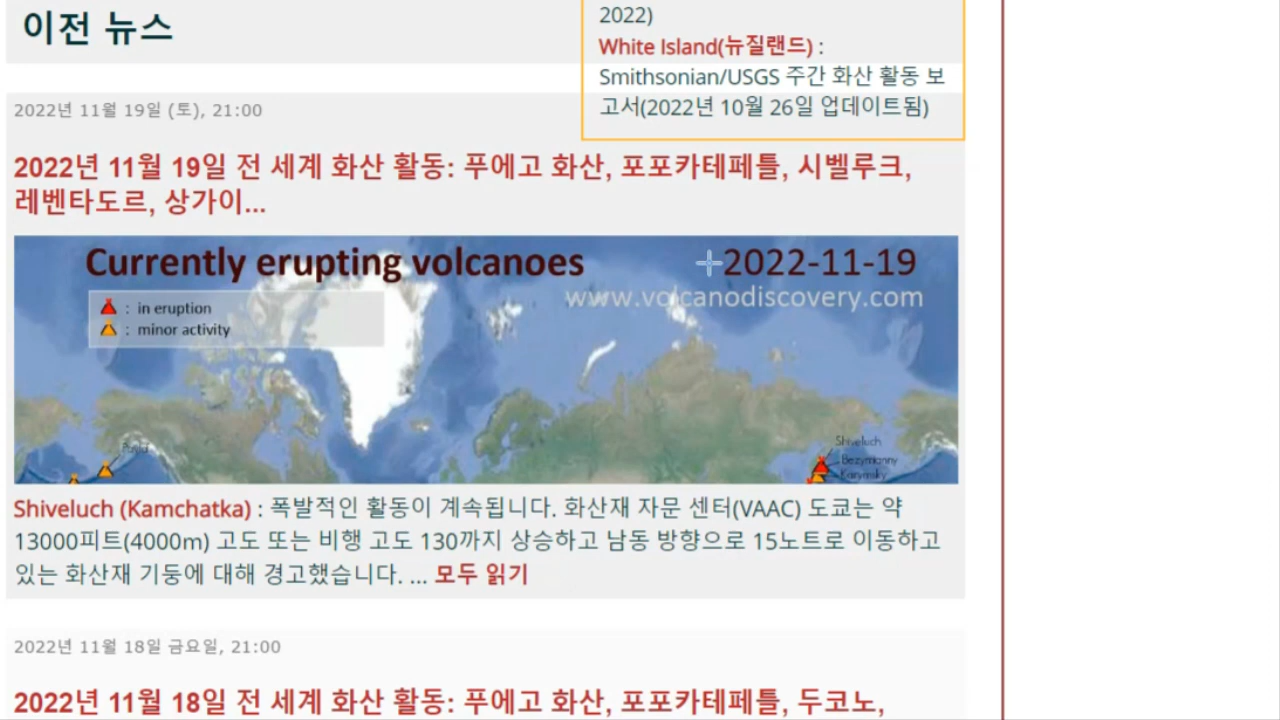 이전 뉴스
2022)
White Island(뉴질랜드) :
Smithsonian/USGS 주간 화산 활동 보
고서(2022년 10월 26일 업데이트됨)
2022년 11월 19일 (토), 21:00
2022년 11월 19일 전 세계 화산 활동: 푸에고 화산, 포포카테페틀, 시벨루크,
레벤타도르, 상가이...
Currently erupting volcanoes
2022-11-19
www.volcanodiscovery.com
: in eruption
: minor activity
Shiveluch
Bezymianny
Karymsky
Shiveluch (Kamchatka) : 폭발적인 활동이 계속됩니다. 화산재 자문 센터(VAAC) 도쿄는 약
13000피트(4000m) 고도 또는 비행 고도 130까지 상승하고 남동 방향으로 15노트로 이동하고
있는 화산재 기둥에 대해 경고했습니다. ... 모두 읽기
2022년 11월 18일 금요일, 21:00
2022년 11월 18일 전 세계 화산 활동: 푸에고 화산, 포포카테페틀, 두코노,